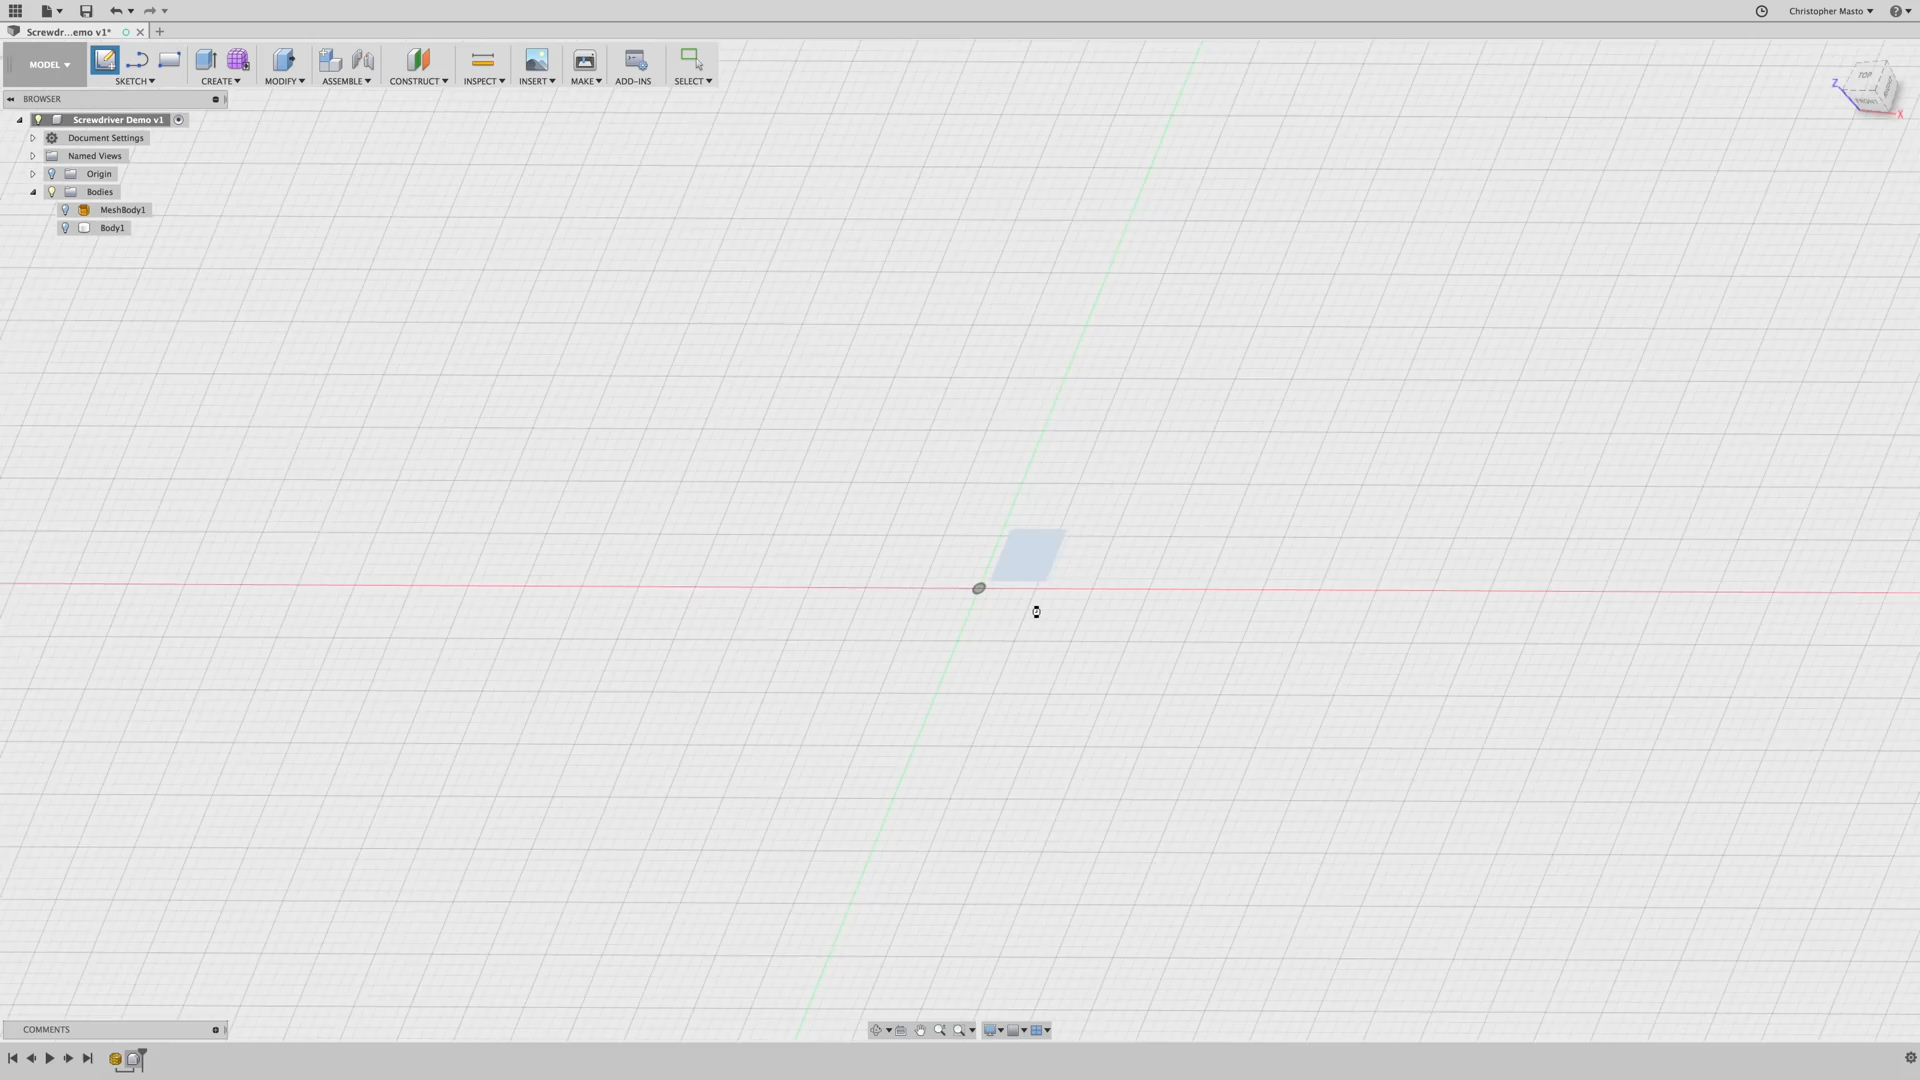 Christopher Masto
Screwdr...emo v1*
MODEL
SKETCH
CREATE
MODIFY
ASSEMBLE
CONSTRUCT
INSPECT
INSERT
MAKE
ADD-INS
SELECT
TOP
FRONT
Z
X
BROWSER
Screwdriver Demo v1
Document Settings
Named Views
Origin
Bodies
MeshBody1
Body1
COMMENTS